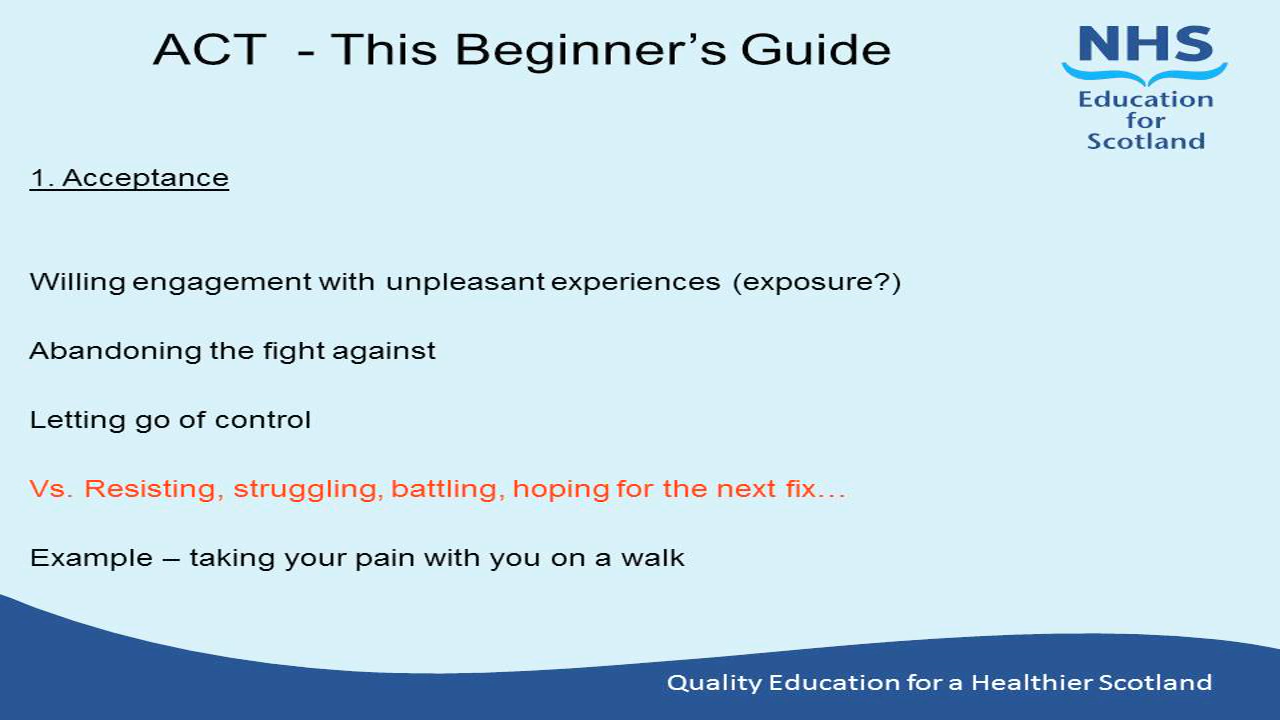 ACT - This Beginner’s Guide
NHS
Education
for
Scotland
1. Acceptance
Willing engagement with unpleasant experiences (exposure?)
Abandoning the fight against
Letting go of control
Vs. Resisting, struggling, battling, hoping for the next fix…
Example – taking your pain with you on a walk
Quality Education for a Healthier Scotland